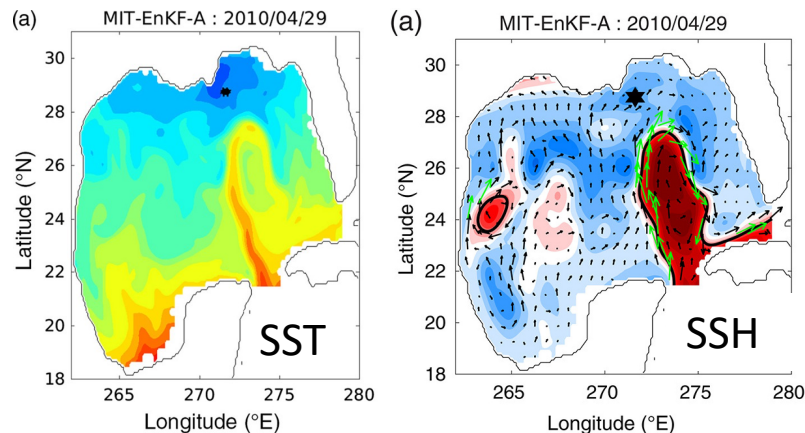 (a)
MIT-EnKF-A : 2010/04/29
30
28
26
24
22
20
18
Latitude (°N)
SST
265
270
275
280
Longitude (°E)
(a)
MIT-EnKF-A : 2010/04/29
30
28
26
24
22
20
18
Latitude (°N)
SSH
265
270
275
280
Longitude (°E)